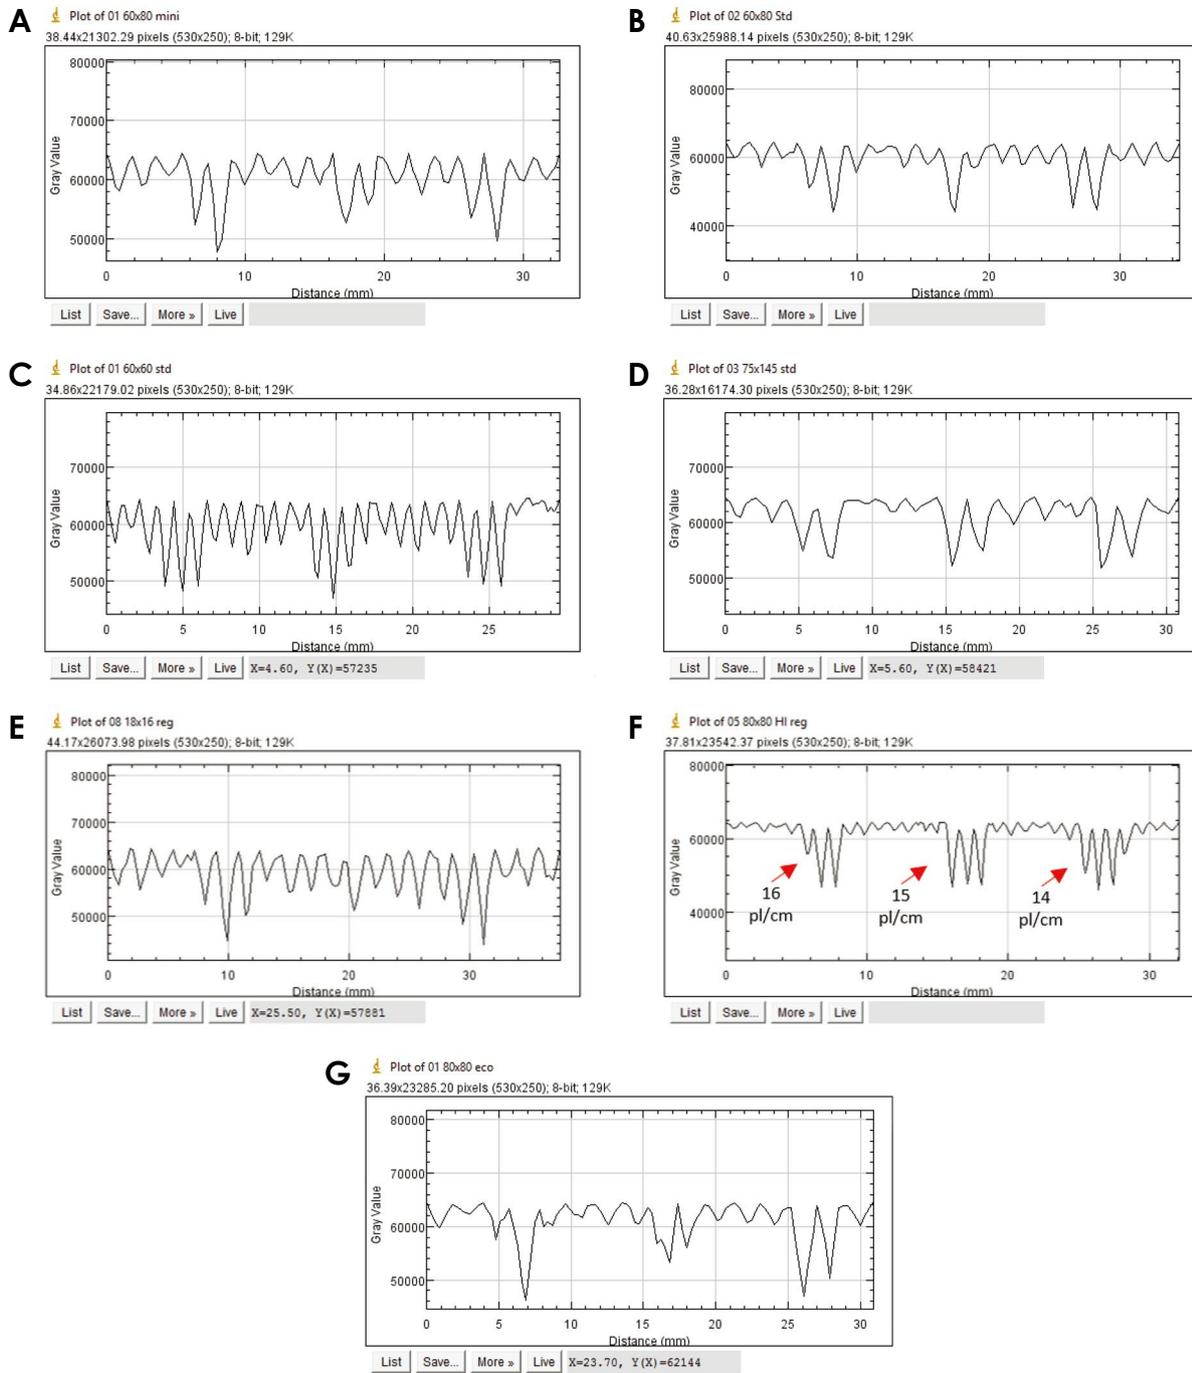 A
Plot of 01 60x80 mini
38.44x21302.29 pixels (530x250); 8-bit; 129K
80000
70000
60000
50000
Gray Value
0 10 20 30
Distance (mm)
List Save... More » Live
B
Plot of 02 60x80 Std
40.63x25988.14 pixels (530x250); 8-bit; 129K
80000
60000
40000
Gray Value
0 10 20 30
Distance (mm)
List Save... More » Live
C
Plot of 01 60x60 std
34.86x22179.02 pixels (530x250); 8-bit; 129K
70000
60000
50000
Gray Value
0 5 10 15 20 25
Distance (mm)
List Save... More » Live X=4.60, Y(X)=57235
D
Plot of 03 75x145 std
36.28x16174.30 pixels (530x250); 8-bit; 129K
70000
60000
50000
Gray Value
0 5 10 15 20 25 30
Distance (mm)
List Save... More » Live X=5.60, Y(X)=58421
E
Plot of 08 18x16 reg
44.17x26073.98 pixels (530x250); 8-bit; 129K
80000
70000
60000
50000
Gray Value
0 10 20 30
Distance (mm)
List Save... More » Live X=25.50, Y(X)=57881
F
Plot of 05 80x80 HI reg
37.81x23542.37 pixels (530x250); 8-bit; 129K
80000
60000
40000
Gray Value
16
pl/cm
15
pl/cm
14
pl/cm
0 10 20 30
Distance (mm)
List Save... More » Live
G
Plot of 01 80x80 eco
36.39x23285.20 pixels (530x250); 8-bit; 129K
80000
70000
60000
50000
Gray Value
0 5 10 15 20 25 30
Distance (mm)
List Save... More » Live X=23.70, Y(X)=62144